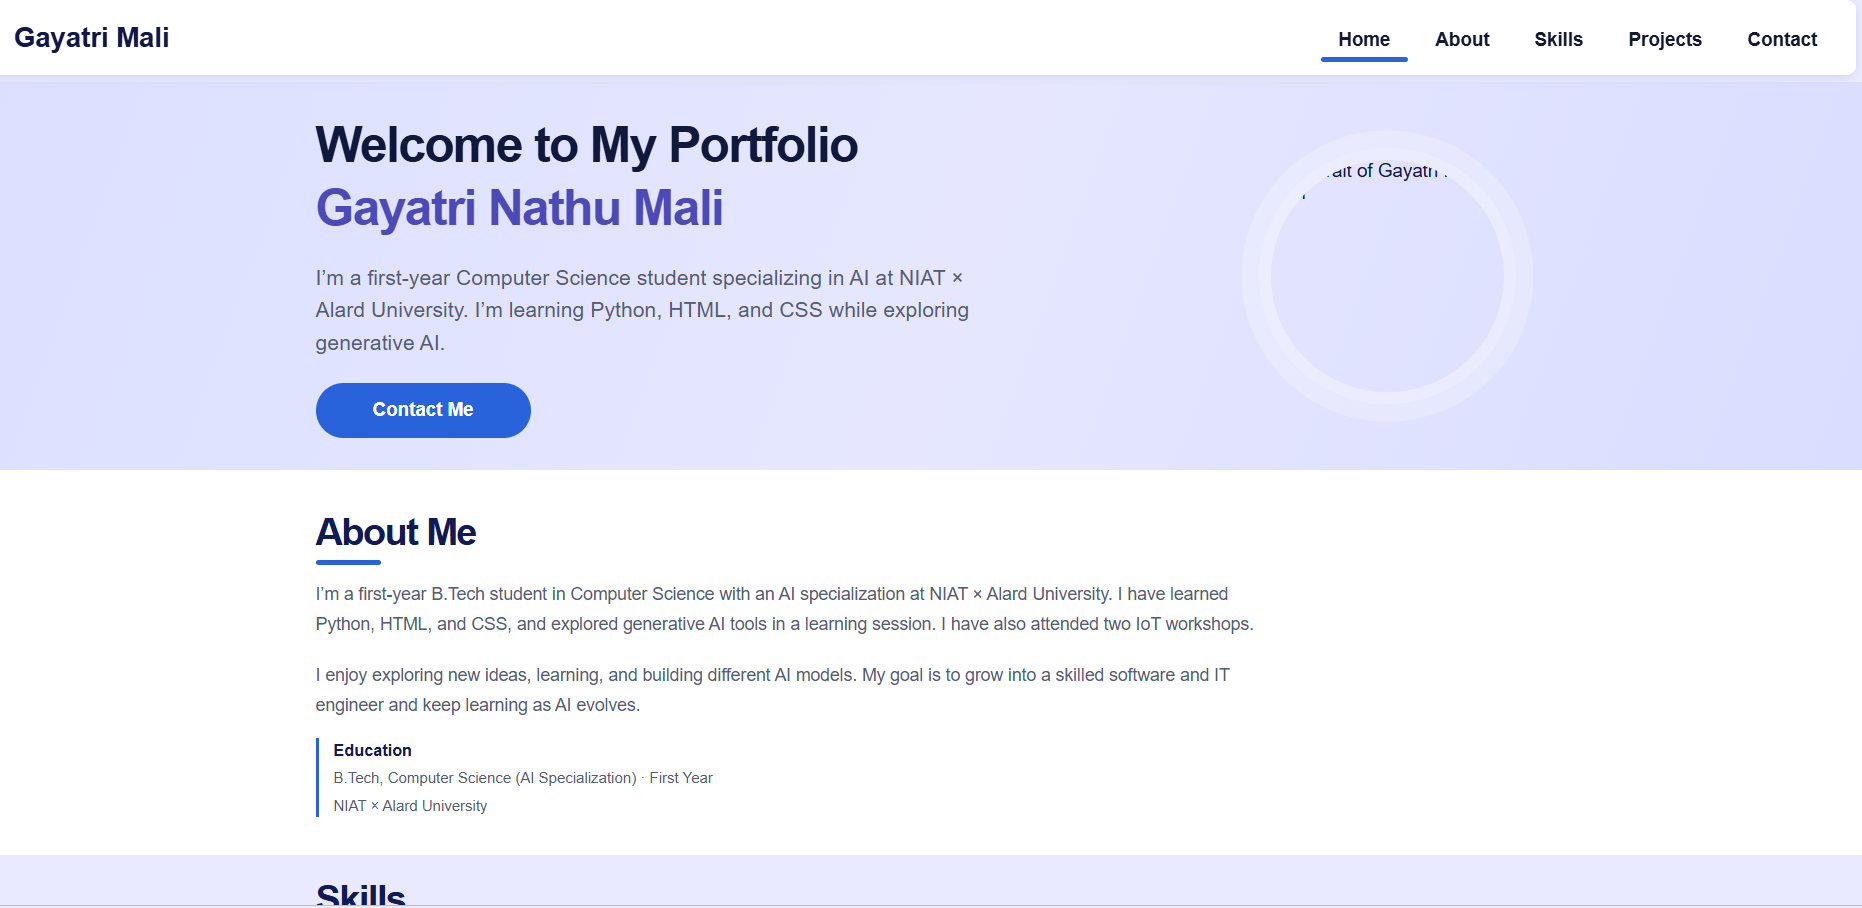 Gayatri Mali
Home About Skills Projects Contact
Welcome to My Portfolio
Gayatri Nathu Mali
I’m a first-year Computer Science student specializing in AI at NIAT ×
Alard University. I’m learning Python, HTML, and CSS while exploring
generative AI.
Contact Me
of Gayatri
About Me
I’m a first-year B.Tech student in Computer Science with an AI specialization at NIAT × Alard University. I have learned
Python, HTML, and CSS, and explored generative AI tools in a learning session. I have also attended two IoT workshops.
I enjoy exploring new ideas, learning, and building different AI models. My goal is to grow into a skilled software and IT
engineer and keep learning as AI evolves.
Education
B.Tech, Computer Science (AI Specialization) · First Year
NIAT × Alard University
Skills